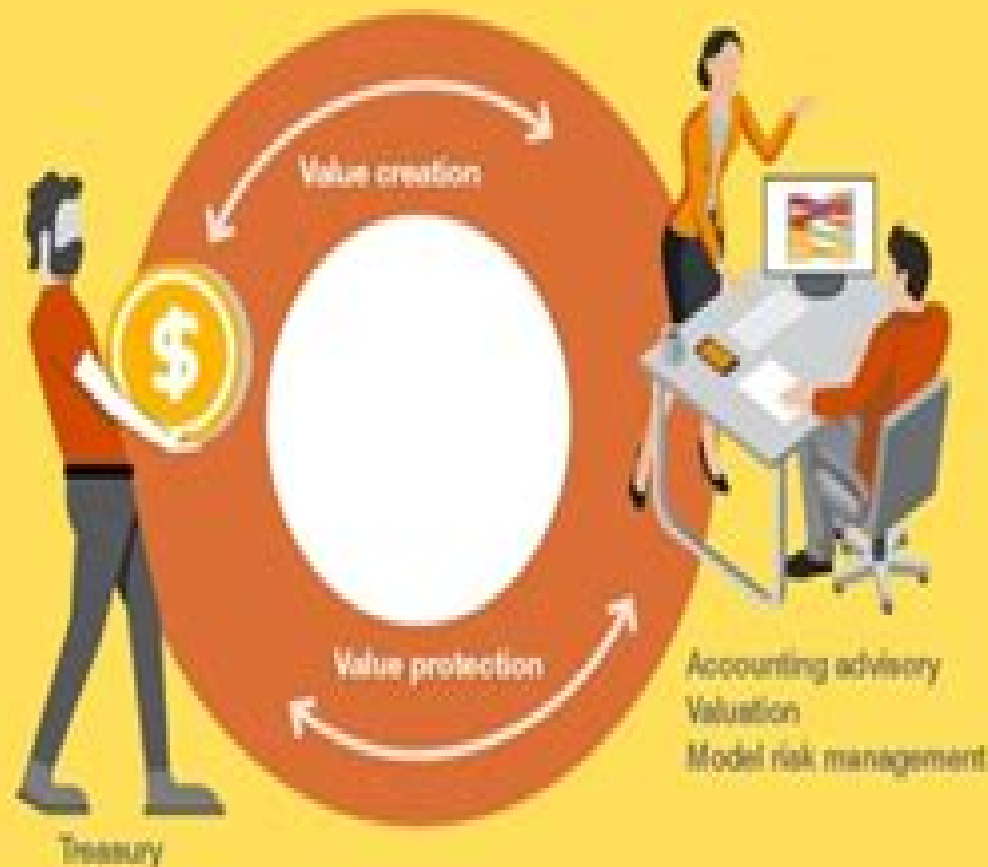 Value creation
$
Value protection
Accounting advisory
Valuation
Model risk management
Treasury